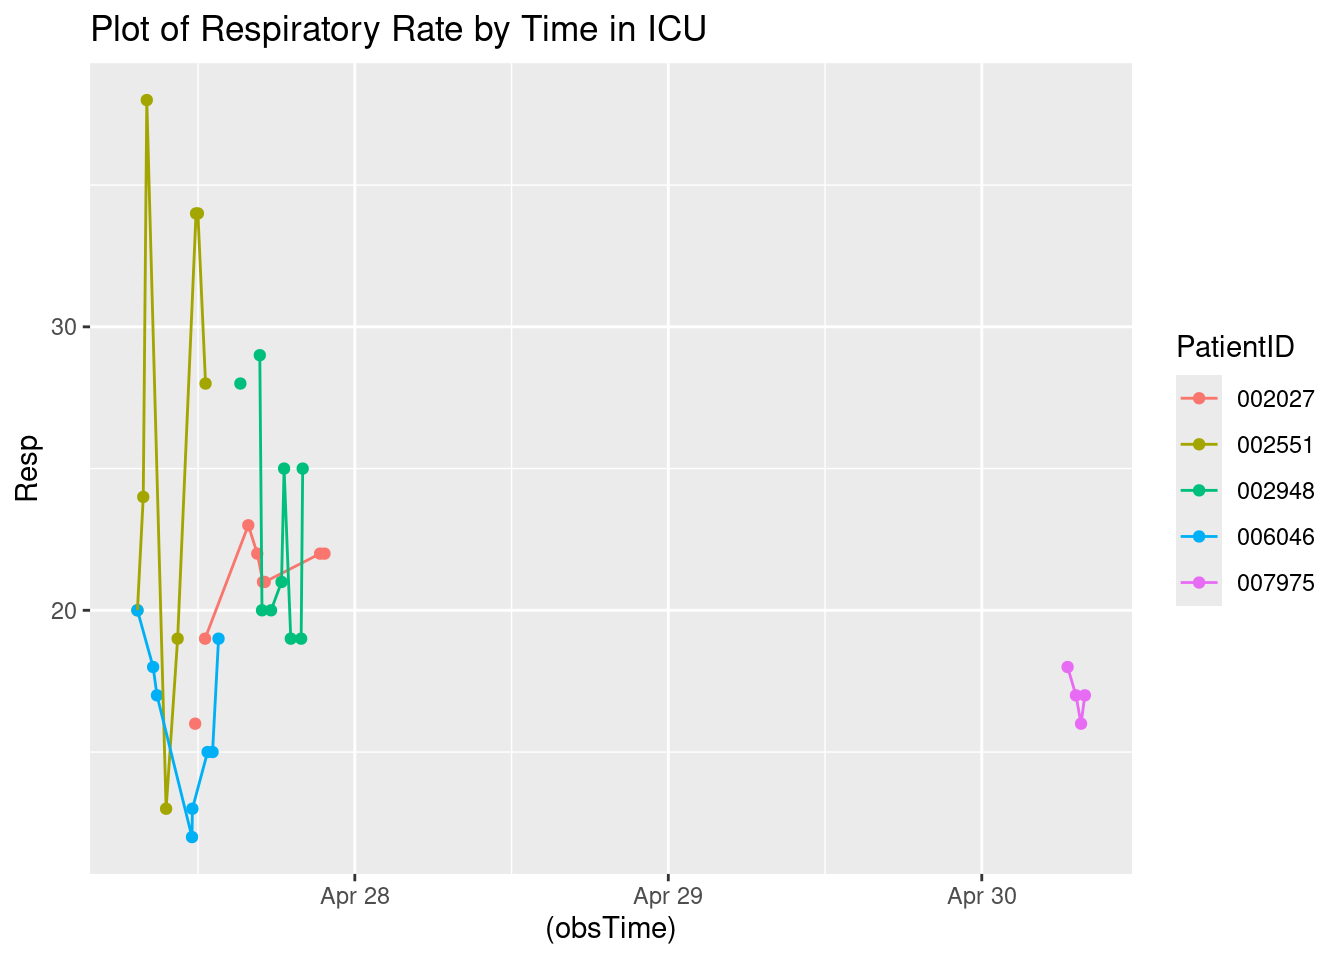 Plot of Respiratory Rate by Time in ICU
Resp
30
20
Apr 28
Apr 29
Apr 30
(obsTime)
PatientID
002027
002551
002948
006046
007975